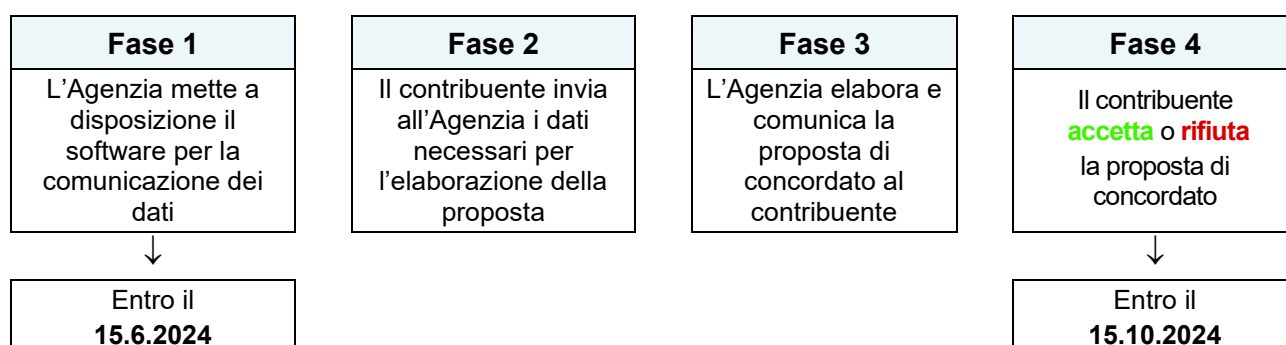 Fase 1
L'Agenzia mette a
disposizione il
software per la
comunicazione dei
dati
↓
Entro il
15.6.2024
Fase 2
Il contribuente invia
all'Agenzia i dati
necessari per
l'elaborazione della
proposta
Fase 3
L'Agenzia elabora e
comunica la
proposta di
concordato al
contribuente
Fase 4
Il contribuente
accetta o rifiuta
la proposta di
concordato
↓
Entro il
15.10.2024